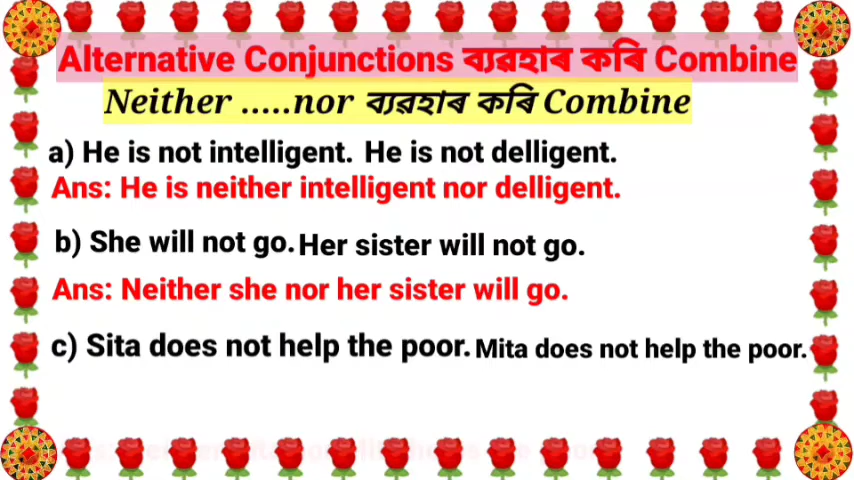 Alternative Conjunctions ব্যৱহাৰ কৰি Combine
Neither .....nor ব্যৱহাৰ কৰি Combine
a) He is not intelligent. He is not delligent.
Ans: He is neither intelligent nor delligent.
b) She will not go. Her sister will not go.
Ans: Neither she nor her sister will go.
c) Sita does not help the poor. Mita does not help the poor.